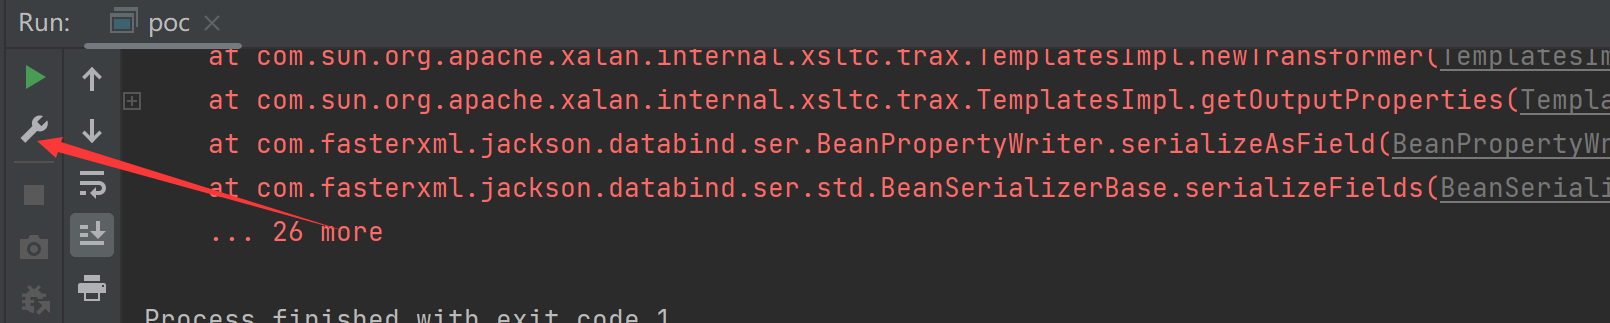 Run: poc
at com.sun.org.apache.xalan.internal.xsltc.trax.TemplatesImpl.newTransformer(TemplatesIm
at com.sun.org.apache.xalan.internal.xsltc.trax.TemplatesImpl.getOutputProperties(Templa
at com.fasterxml.jackson.databind.ser.BeanPropertyWriter.serializeAsField(BeanPropertyWr
at com.fasterxml.jackson.databind.ser.std.BeanSerializerBase.serializeFields(BeanSeriali
... 26 more
Process finished with exit code 1